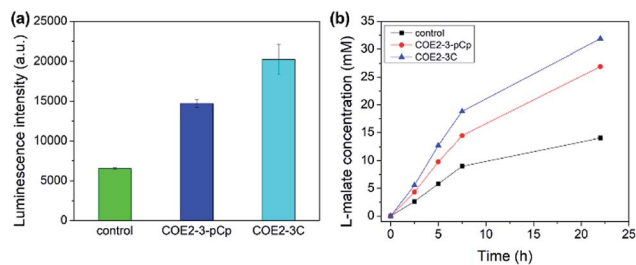 (a)
Luminescence intensity (a.u.)
25000
20000
15000
10000
5000
0
control
COE2-3-pCp
COE2-3C
(b)
L-malate concentration (mM)
35
30
25
20
15
10
5
0
control
COE2-3-pCp
COE2-3C
0
5
10
15
20
25
Time (h)